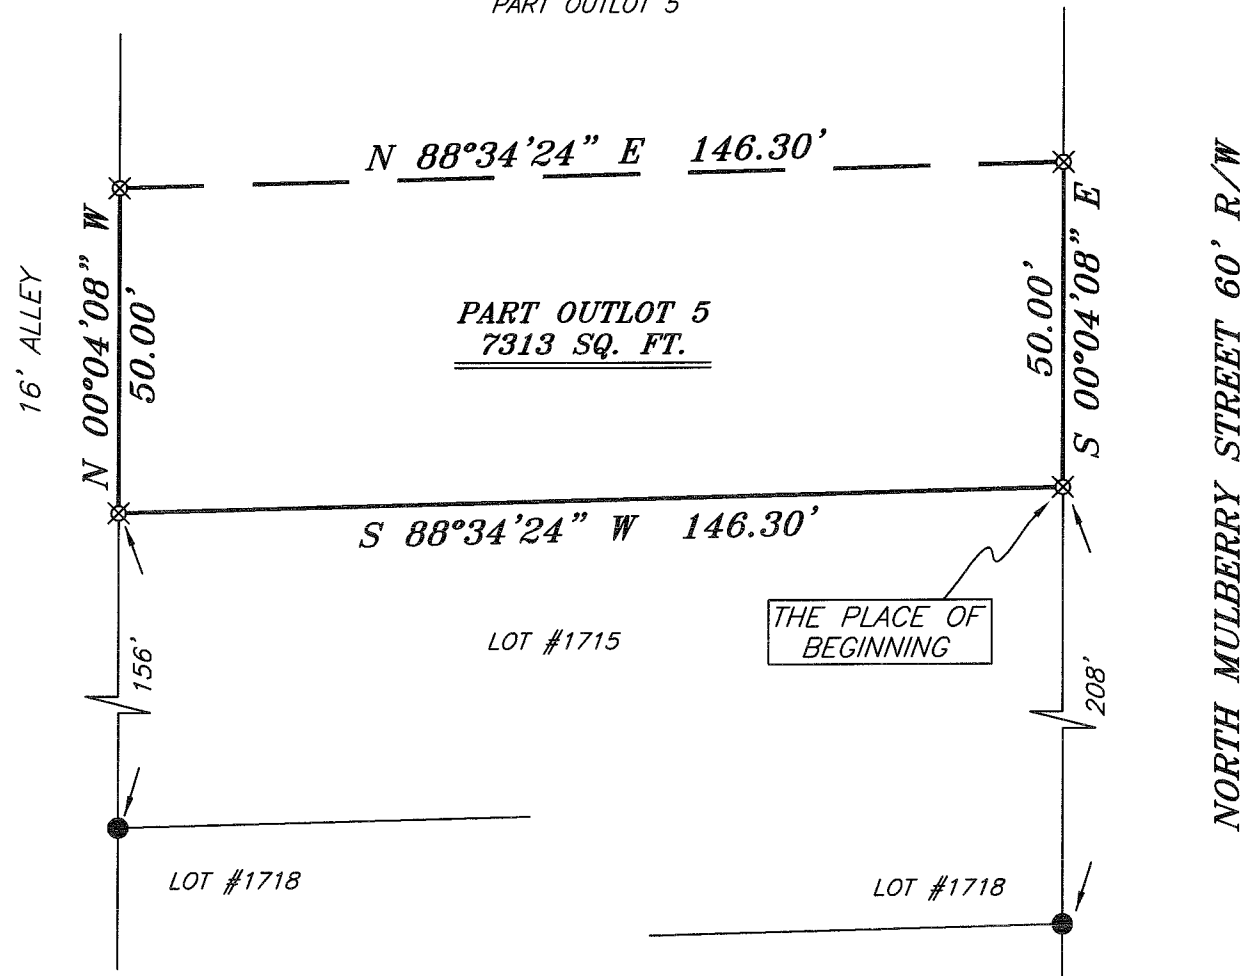 PART OUTLOT 5
N 88°34'24" E 146.30'
N 00°04'08" W
50.00'
16' ALLEY
PART OUTLOT 5
7313 SQ. FT.
50.00'
S 00°04'08" E
NORTH MULBERRY STREET 60' R/W
S 88°34'24" W 146.30'
THE PLACE OF
BEGINNING
LOT #1715
156'
208'
LOT #1718
LOT #1718